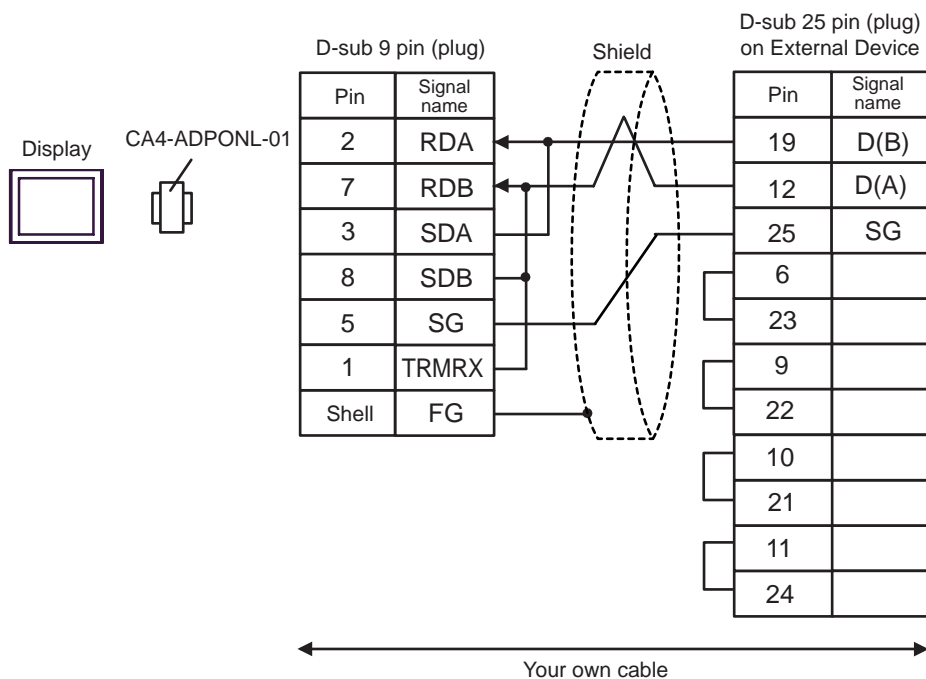 D-sub 9 pin (plug)
Shield
D-sub 25 pin (plug)
on External Device
Display
CA4-ADPONL-01
Pin Signal name
2 RDA
7 RDB
3 SDA
8 SDB
5 SG
1 TRMRX
Shell FG
Pin Signal name
19 D(B)
12 D(A)
25 SG
6
23
9
22
10
21
11
24
Your own cable